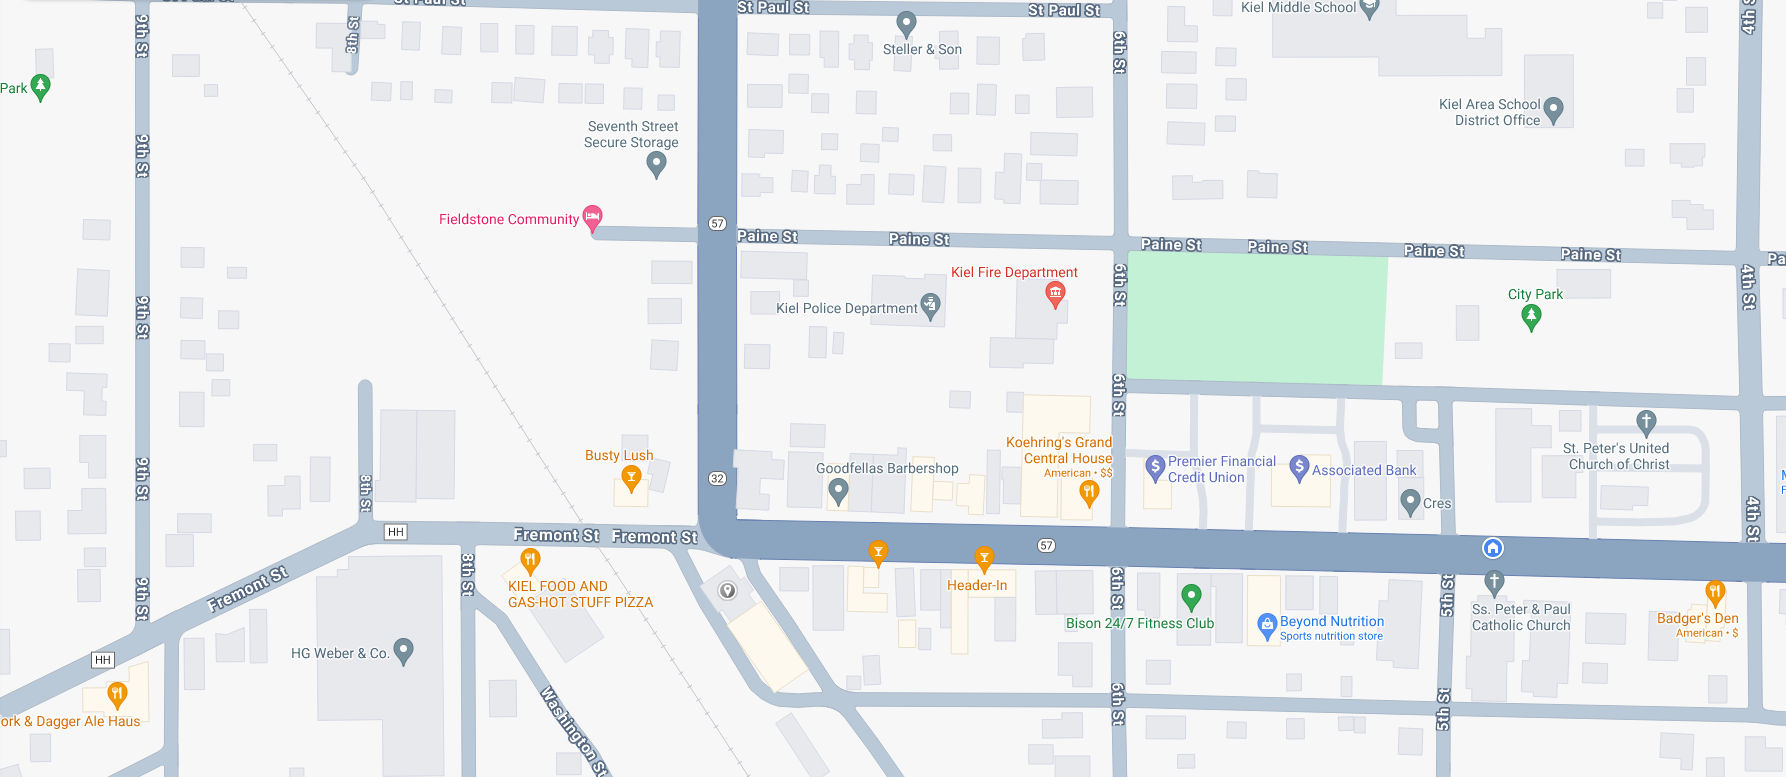 St Paul St
St Paul St
St Paul St
9th St
8th St
6th St
4th St
Kiel Middle School
Steller & Son
Park
Kiel Area School
District Office
Seventh Street
Secure Storage
9th St
Fieldstone Community
57
Paine St
Paine St
Paine St
Paine St
Paine St
Paine St
Pa
Kiel Fire Department
Kiel Police Department
6th St
4th St
City Park
9th St
6th St
Koehring's Grand
Central House
American • $$
Busty Lush
Goodfellas Barbershop
Premier Financial
Credit Union
Associated Bank
St. Peter's United
Church of Christ
Cres
9th St
8th St
32
4th St
HH
Fremont St
Fremont St
57
KIEL FOOD AND
GAS-HOT STUFF PIZZA
8th St
Header-In
6th St
5th St
Fremont St
9th St
Bison 24/7 Fitness Club
Beyond Nutrition
Sports nutrition store
Ss. Peter & Paul
Catholic Church
Badger's Den
American • $
HG Weber & Co.
HH
ork & Dagger Ale Haus
Washington St
6th St
5th St